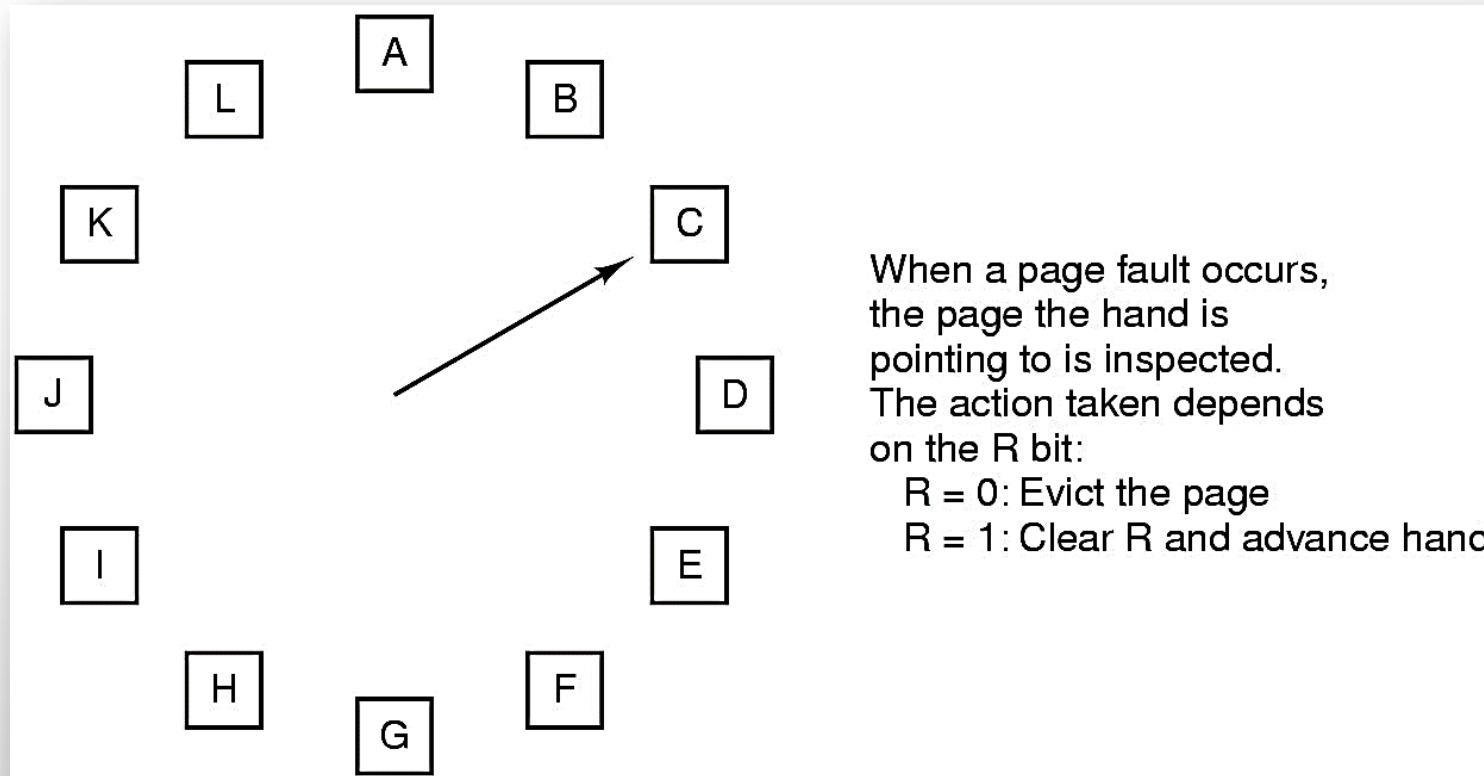 A
L
B
K
C
J
D
I
E
H
F
G
When a page fault occurs,
the page the hand is
pointing to is inspected.
The action taken depends
on the R bit:
R = 0: Evict the page
R = 1: Clear R and advance hand